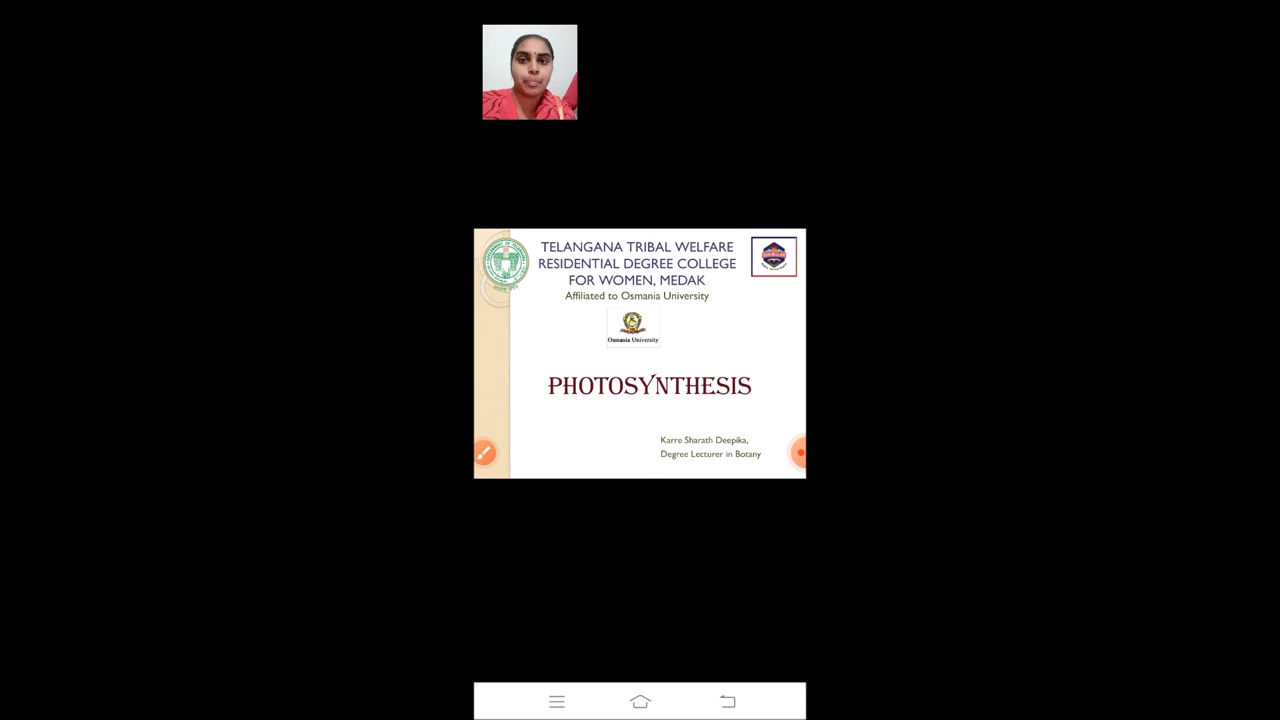 TELANGANA TRIBAL WELFARE
RESIDENTIAL DEGREE COLLEGE
FOR WOMEN, MEDAK
Affiliated to Osmania University
Osmania University
PHOTOSYNTHESIS
Karre Sharath Deepika,
Degree Lecturer in Botany